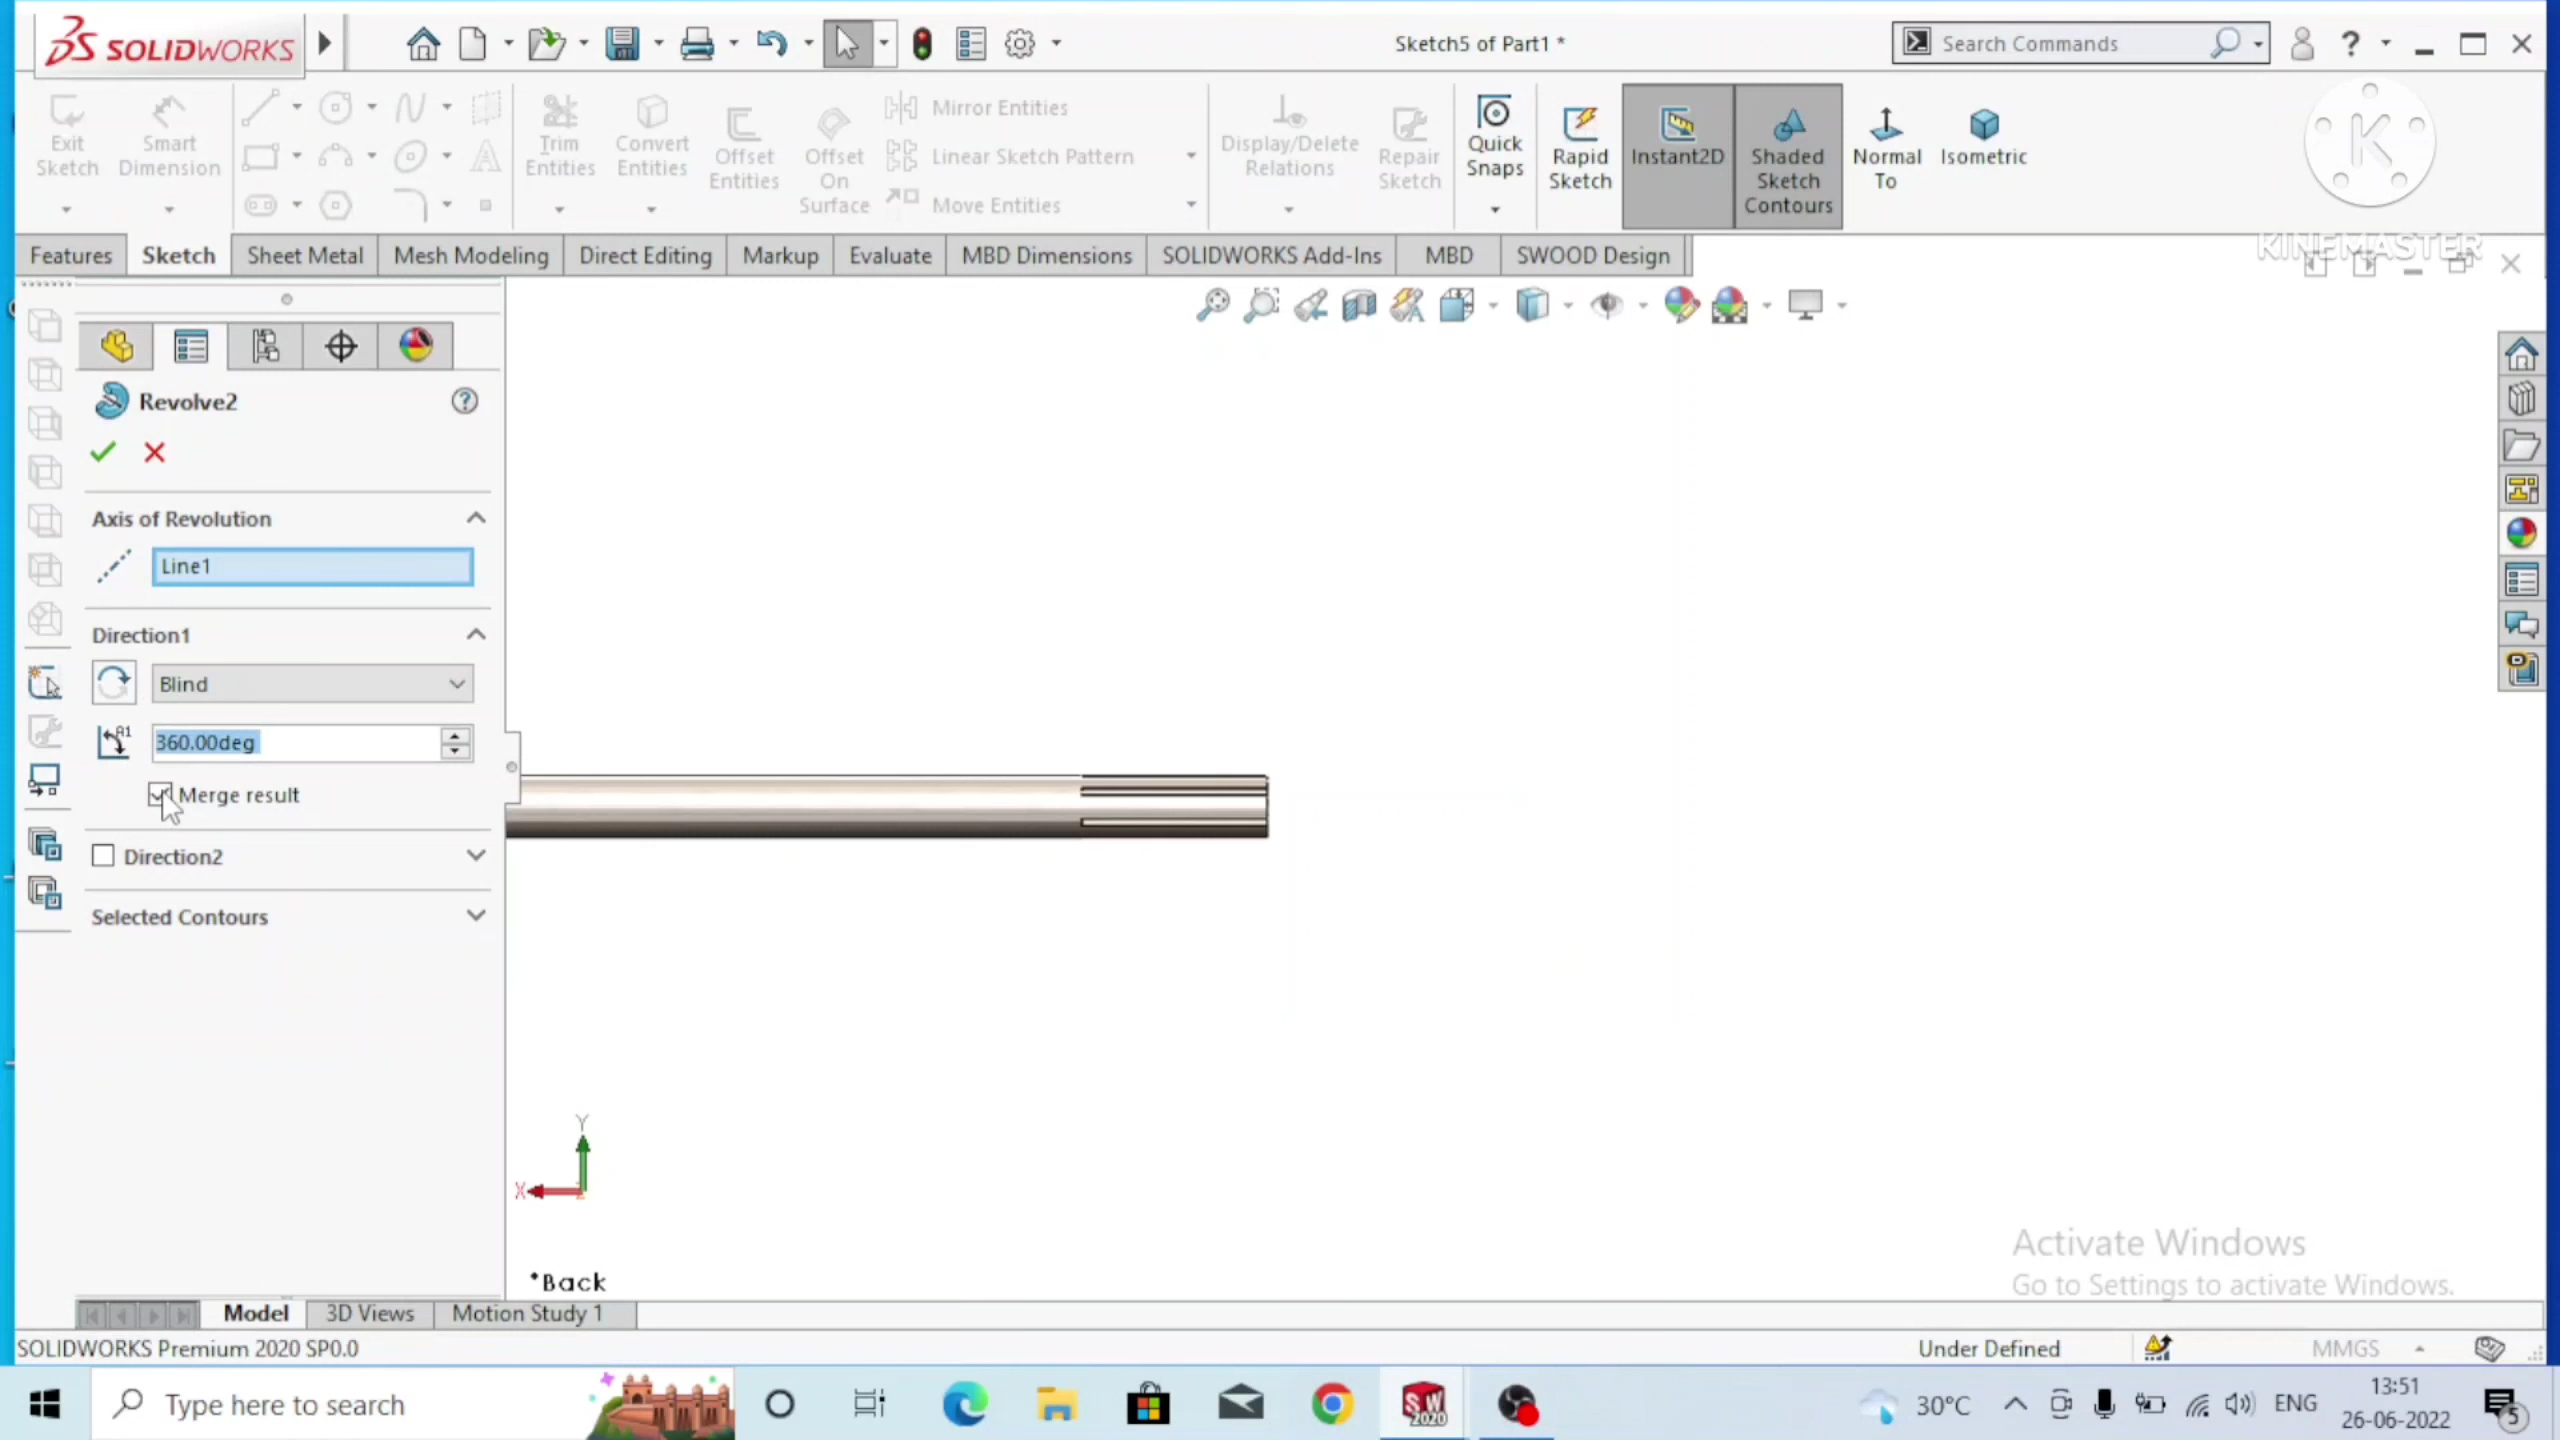 SOLIDWORKS
Sketch5 of Part1 *
Search Commands
Exit Sketch
Smart Dimension
Trim Entities
Convert Entities
Offset Entities
Offset On Surface
Mirror Entities
Linear Sketch Pattern
Move Entities
Display/Delete Relations
Repair Sketch
Quick Snaps
Rapid Sketch
Instant2D
Shaded Sketch Contours
Normal To
Isometric
K
KINEMASTER
Features
Sketch
Sheet Metal
Mesh Modeling
Direct Editing
Markup
Evaluate
MBD Dimensions
SOLIDWORKS Add-Ins
MBD
SWOOD Design
Revolve2
Axis of Revolution
Line1
Direction1
Blind
A1
360.00deg
Merge result
Direction2
Selected Contours
Y
X
Z
*Back
Activate Windows
Go to Settings to activate Windows.
Model
3D Views
Motion Study 1
SOLIDWORKS Premium 2020 SP0.0
Under Defined
MMGS
Type here to search
SW 2020
30°C
ENG
13:51
26-06-2022
5